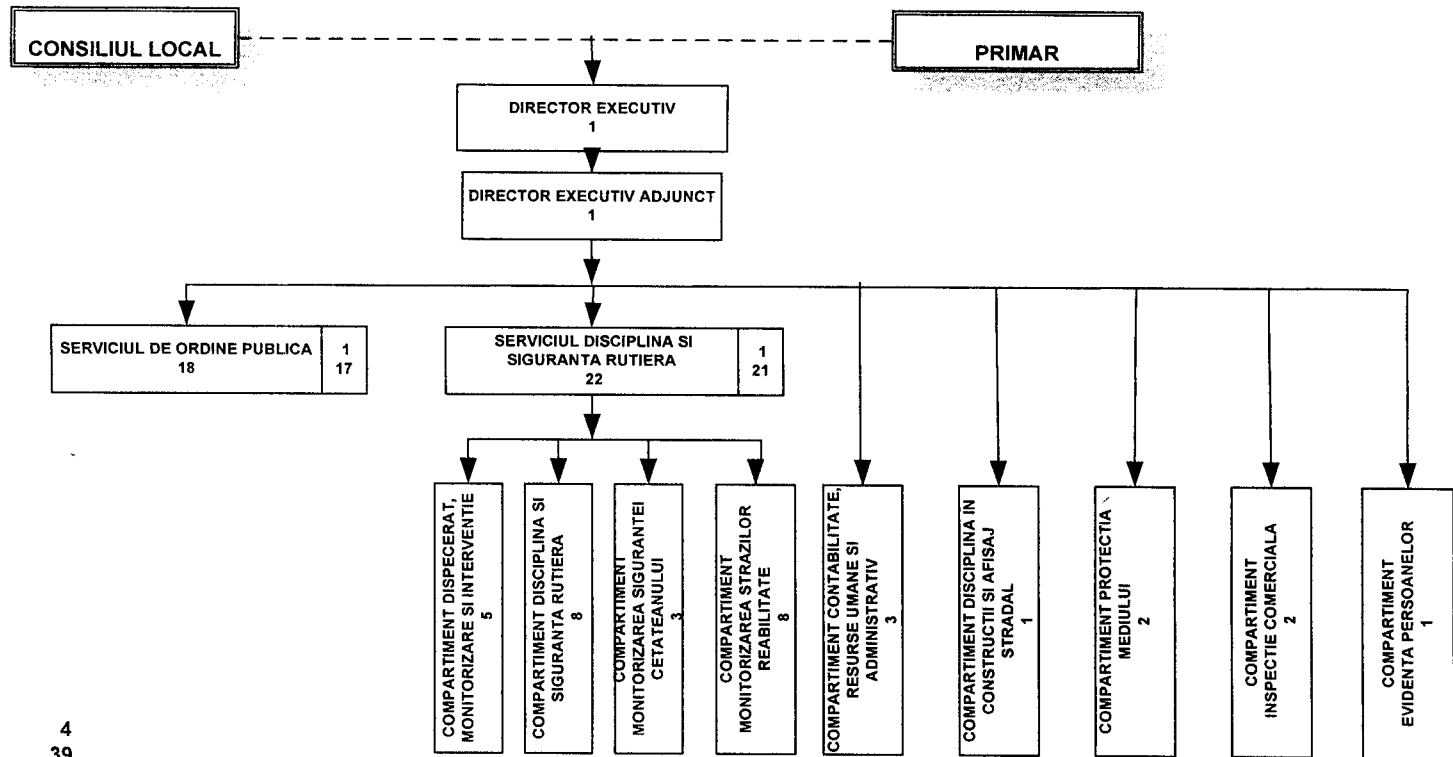 CONSILIUL LOCAL
PRIMAR
DIRECTOR EXECUTIV
1
DIRECTOR EXECUTIV ADJUNCT
1
SERVICIUL DE ORDINE PUBLICA
18
1
17
SERVICIUL DISCIPLINA SI
SIGURANTA RUTIERA
22
1
21
COMPARTIMENT DISPECERAT,
MONITORIZARE SI INTERVENTIE
5
COMPARTIMENT DISCIPLINA SI
SIGURANTA RUTIERA
8
COMPARTIMENT
MONITORIZAREA SIGURANTEI
CETATEANULUI
3
COMPARTIMENT
MONITORIZAREA STRAZILOR
REABILITATE
8
COMPARTIMENT CONTABILITATE,
RESURSE UMANE SI
ADMINISTRATIV
3
COMPARTIMENT DISCIPLINA IN
CONSTRUCTII SI AFISAJ
STRADAL
1
COMPARTIMENT PROTECTIA
MEDIULUI
2
COMPARTIMENT
INSPECTIE COMERCIALA
2
COMPARTIMENT
EVIDENTA PERSOANELOR
1
4
39